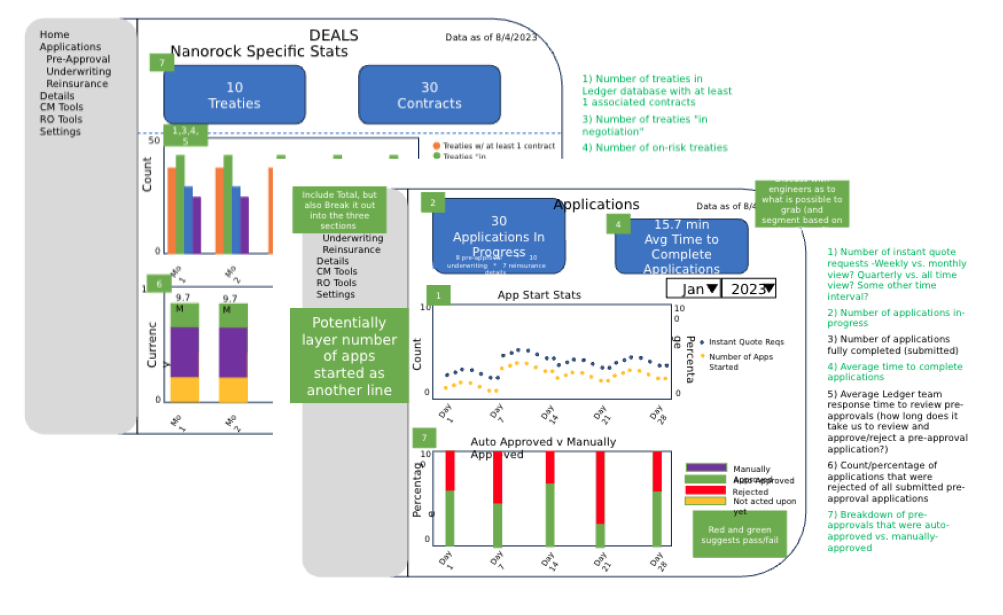 Home
Applications
Pre-Approval
Underwriting
Reinsurance
Details
CM Tools
RO Tools
Settings
DEALS
Data as of 8/4/2023
Nanorock Specific Stats
7
10
Treaties
30
Contracts
1,3,4,
5
50
Count
0
Mo
1
Mo
2
Treaties w/ at least 1 contract
Treaties "in
6
1
Currenc
y
0
9.7
M
9.7
M
Mo
1
Mo
2
1) Number of treaties in
Ledger database with at least
1 associated contracts
3) Number of treaties "in
negotiation"
4) Number of on-risk treaties
Include Total, but
also Break it out
into the three
sections
Underwriting
Reinsurance
Details
CM Tools
RO Tools
Settings
Potentially
layer number
of apps
started as
another line
Applications
Data as of 8/4
2
30
Applications In
Progress
8 pre-approval * 10
underwriting * 7 reinsurance
details
4
15.7 min
Avg Time to
Complete
Applications
engineers as to
what is possible to
grab (and
segment based on
Jan
2023
1
App Start Stats
10
0
Count
0
10
0
Percenta
ge
0
Day
1
Day
7
Day
14
Day
21
Day
28
Instant Quote Reqs
Number of Apps
Started
7
Auto Approved v Manually
Approved
10
0
Percentag
e
0
Day
1
Day
7
Day
14
Day
21
Day
28
Manually
Approved
Auto Approved
Rejected
Not acted upon
yet
Red and green
suggests pass/fail
1) Number of instant quote
requests -Weekly vs. monthly
view? Quarterly vs. all time
view? Some other time
interval?
2) Number of applications in-
progress
3) Number of applications
fully completed (submitted)
4) Average time to complete
applications
5) Average Ledger team
response time to review pre-
approvals (how long does it
take us to review and
approve/reject a pre-approval
application?)
6) Count/percentage of
applications that were
rejected of all submitted pre-
approval applications
7) Breakdown of pre-
approvals that were auto-
approved vs. manually-
approved